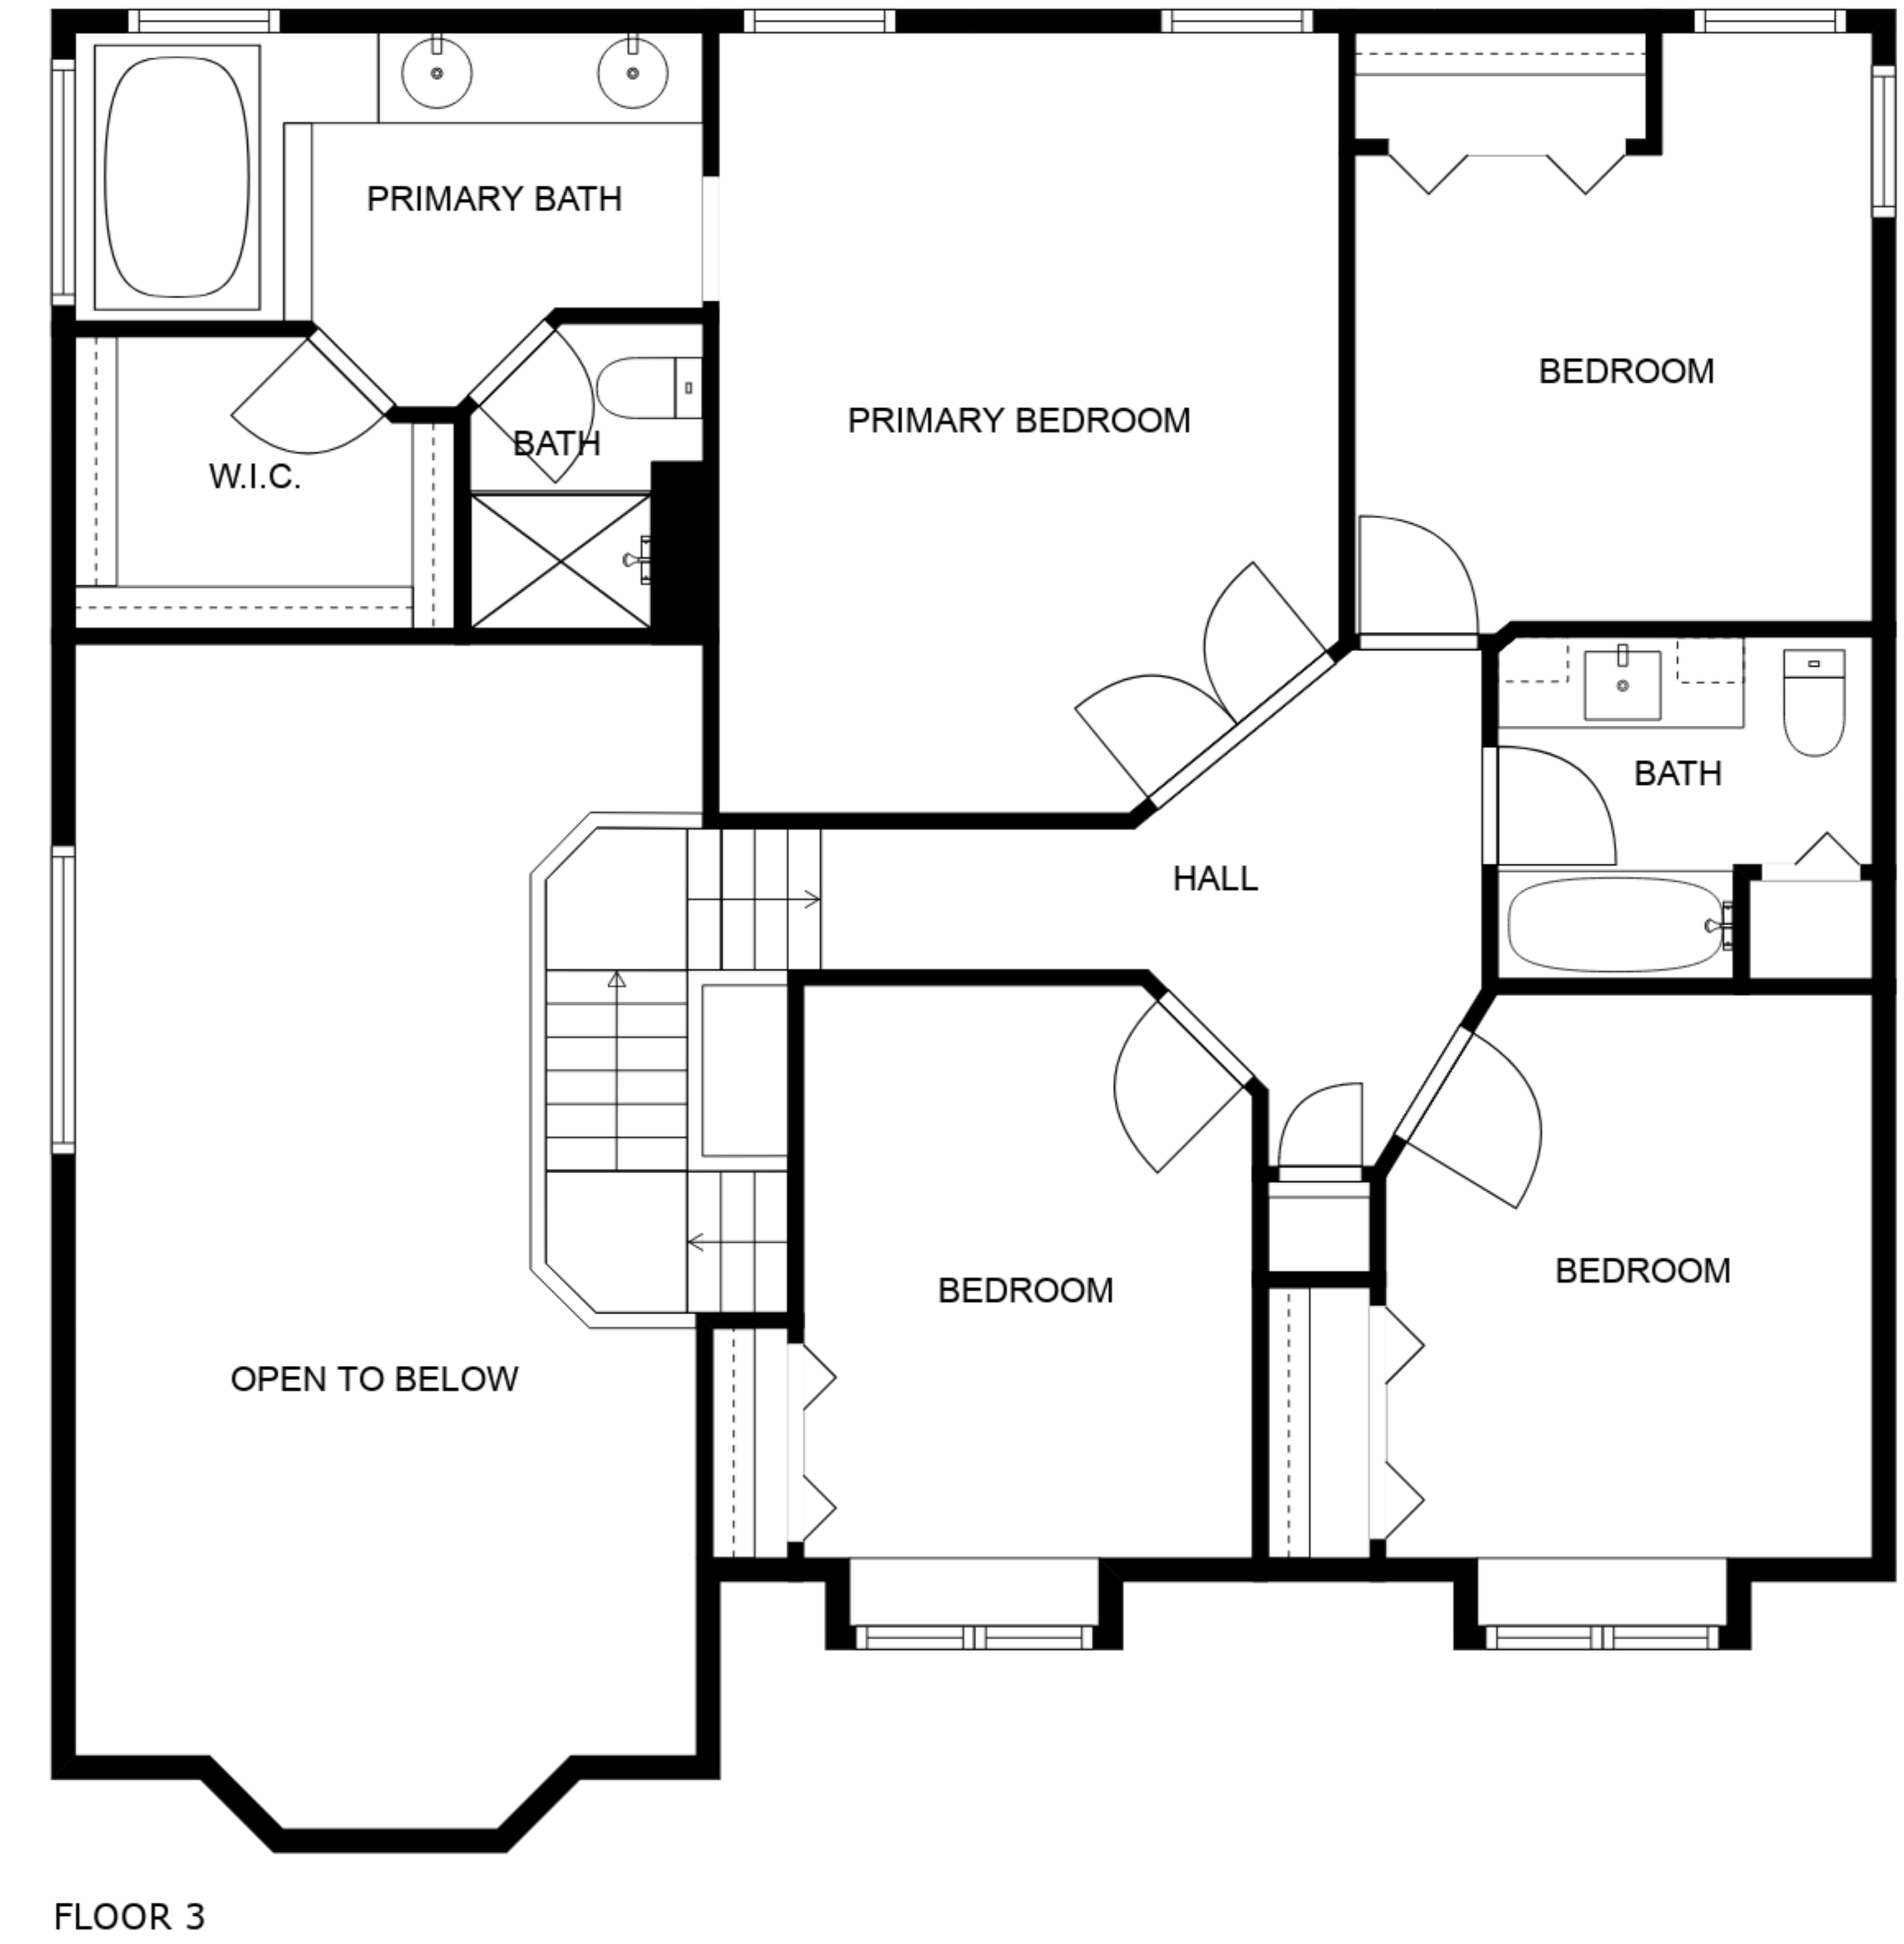 PRIMARY BATH
BEDROOM
PRIMARY BEDROOM
BATH
W.I.C.
BATH
HALL
BEDROOM
BEDROOM
OPEN TO BELOW
FLOOR 3